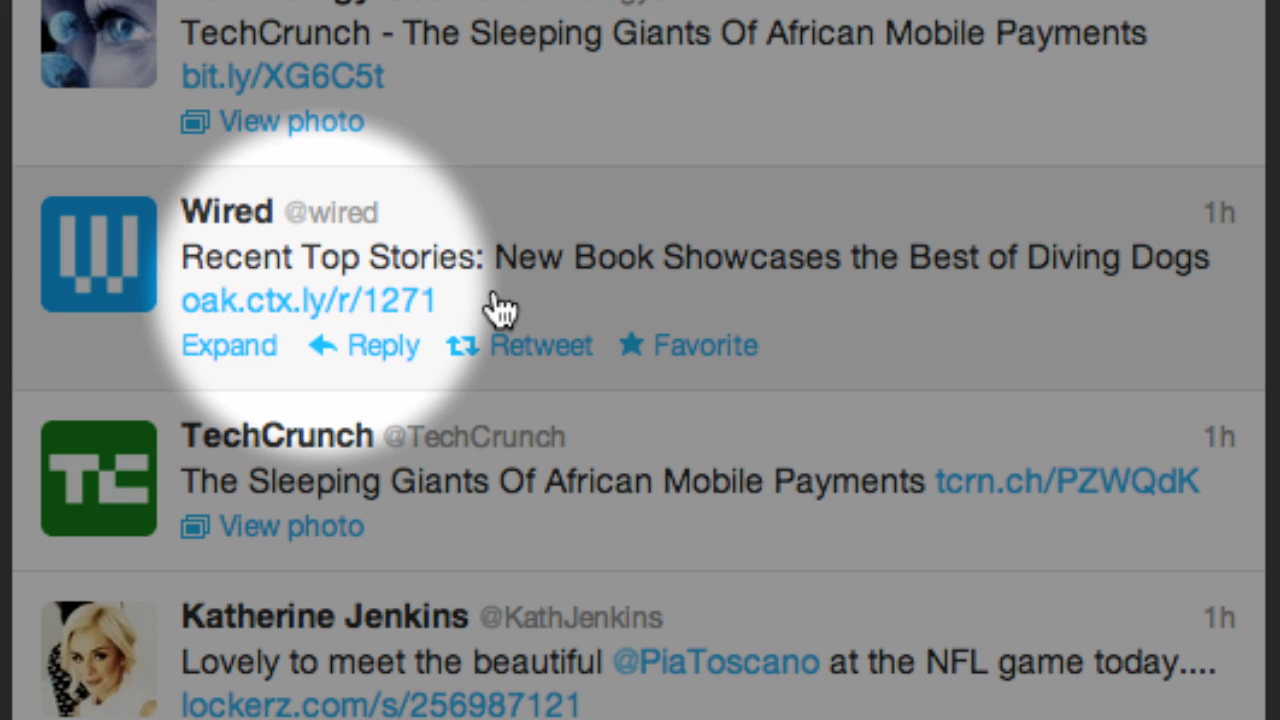 TechCrunch - The Sleeping Giants Of African Mobile Payments
bit.ly/XG6C5t
View photo
Wired @wired 1h
Recent Top Stories: New Book Showcases the Best of Diving Dogs
oak.ctx.ly/r/1271
Expand Reply Retweet Favorite
TechCrunch @TechCrunch 1h
The Sleeping Giants Of African Mobile Payments tcrn.ch/PZWQdK
View photo
Katherine Jenkins @KathJenkins 1h
Lovely to meet the beautiful @PiaToscano at the NFL game today....
lockerz.com/s/256987121